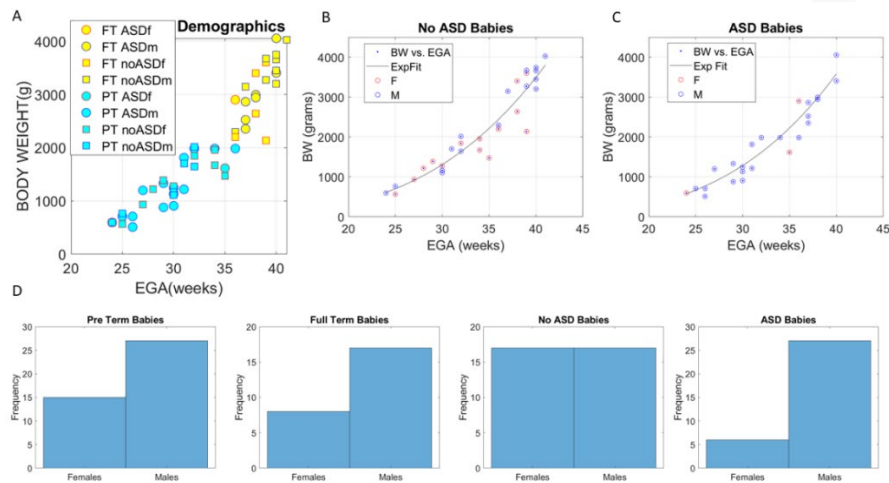 A
Demographics
FT ASDf
FT ASDm
FT noASDf
FT noASDm
PT ASDf
PT ASDm
PT noASDf
PT noASDm
BODY WEIGHT(g)
4000
3000
2000
1000
0
20
25
30
35
40
EGA(weeks)
B
No ASD Babies
BW vs. EGA
ExpFit
F
M
BW (grams)
4000
3000
2000
1000
0
20
25
30
35
40
45
EGA (weeks)
C
ASD Babies
BW vs. EGA
Exp Fit
F
M
BW (grams)
4000
3000
2000
1000
0
20
25
30
35
40
45
EGA (weeks)
D
Pre Term Babies
Frequency
30
25
20
15
10
5
0
Females
Males
Full Term Babies
Frequency
20
15
10
5
0
Females
Males
No ASD Babies
Frequency
20
15
10
5
0
Females
Males
ASD Babies
Frequency
30
25
20
15
10
5
0
Females
Males